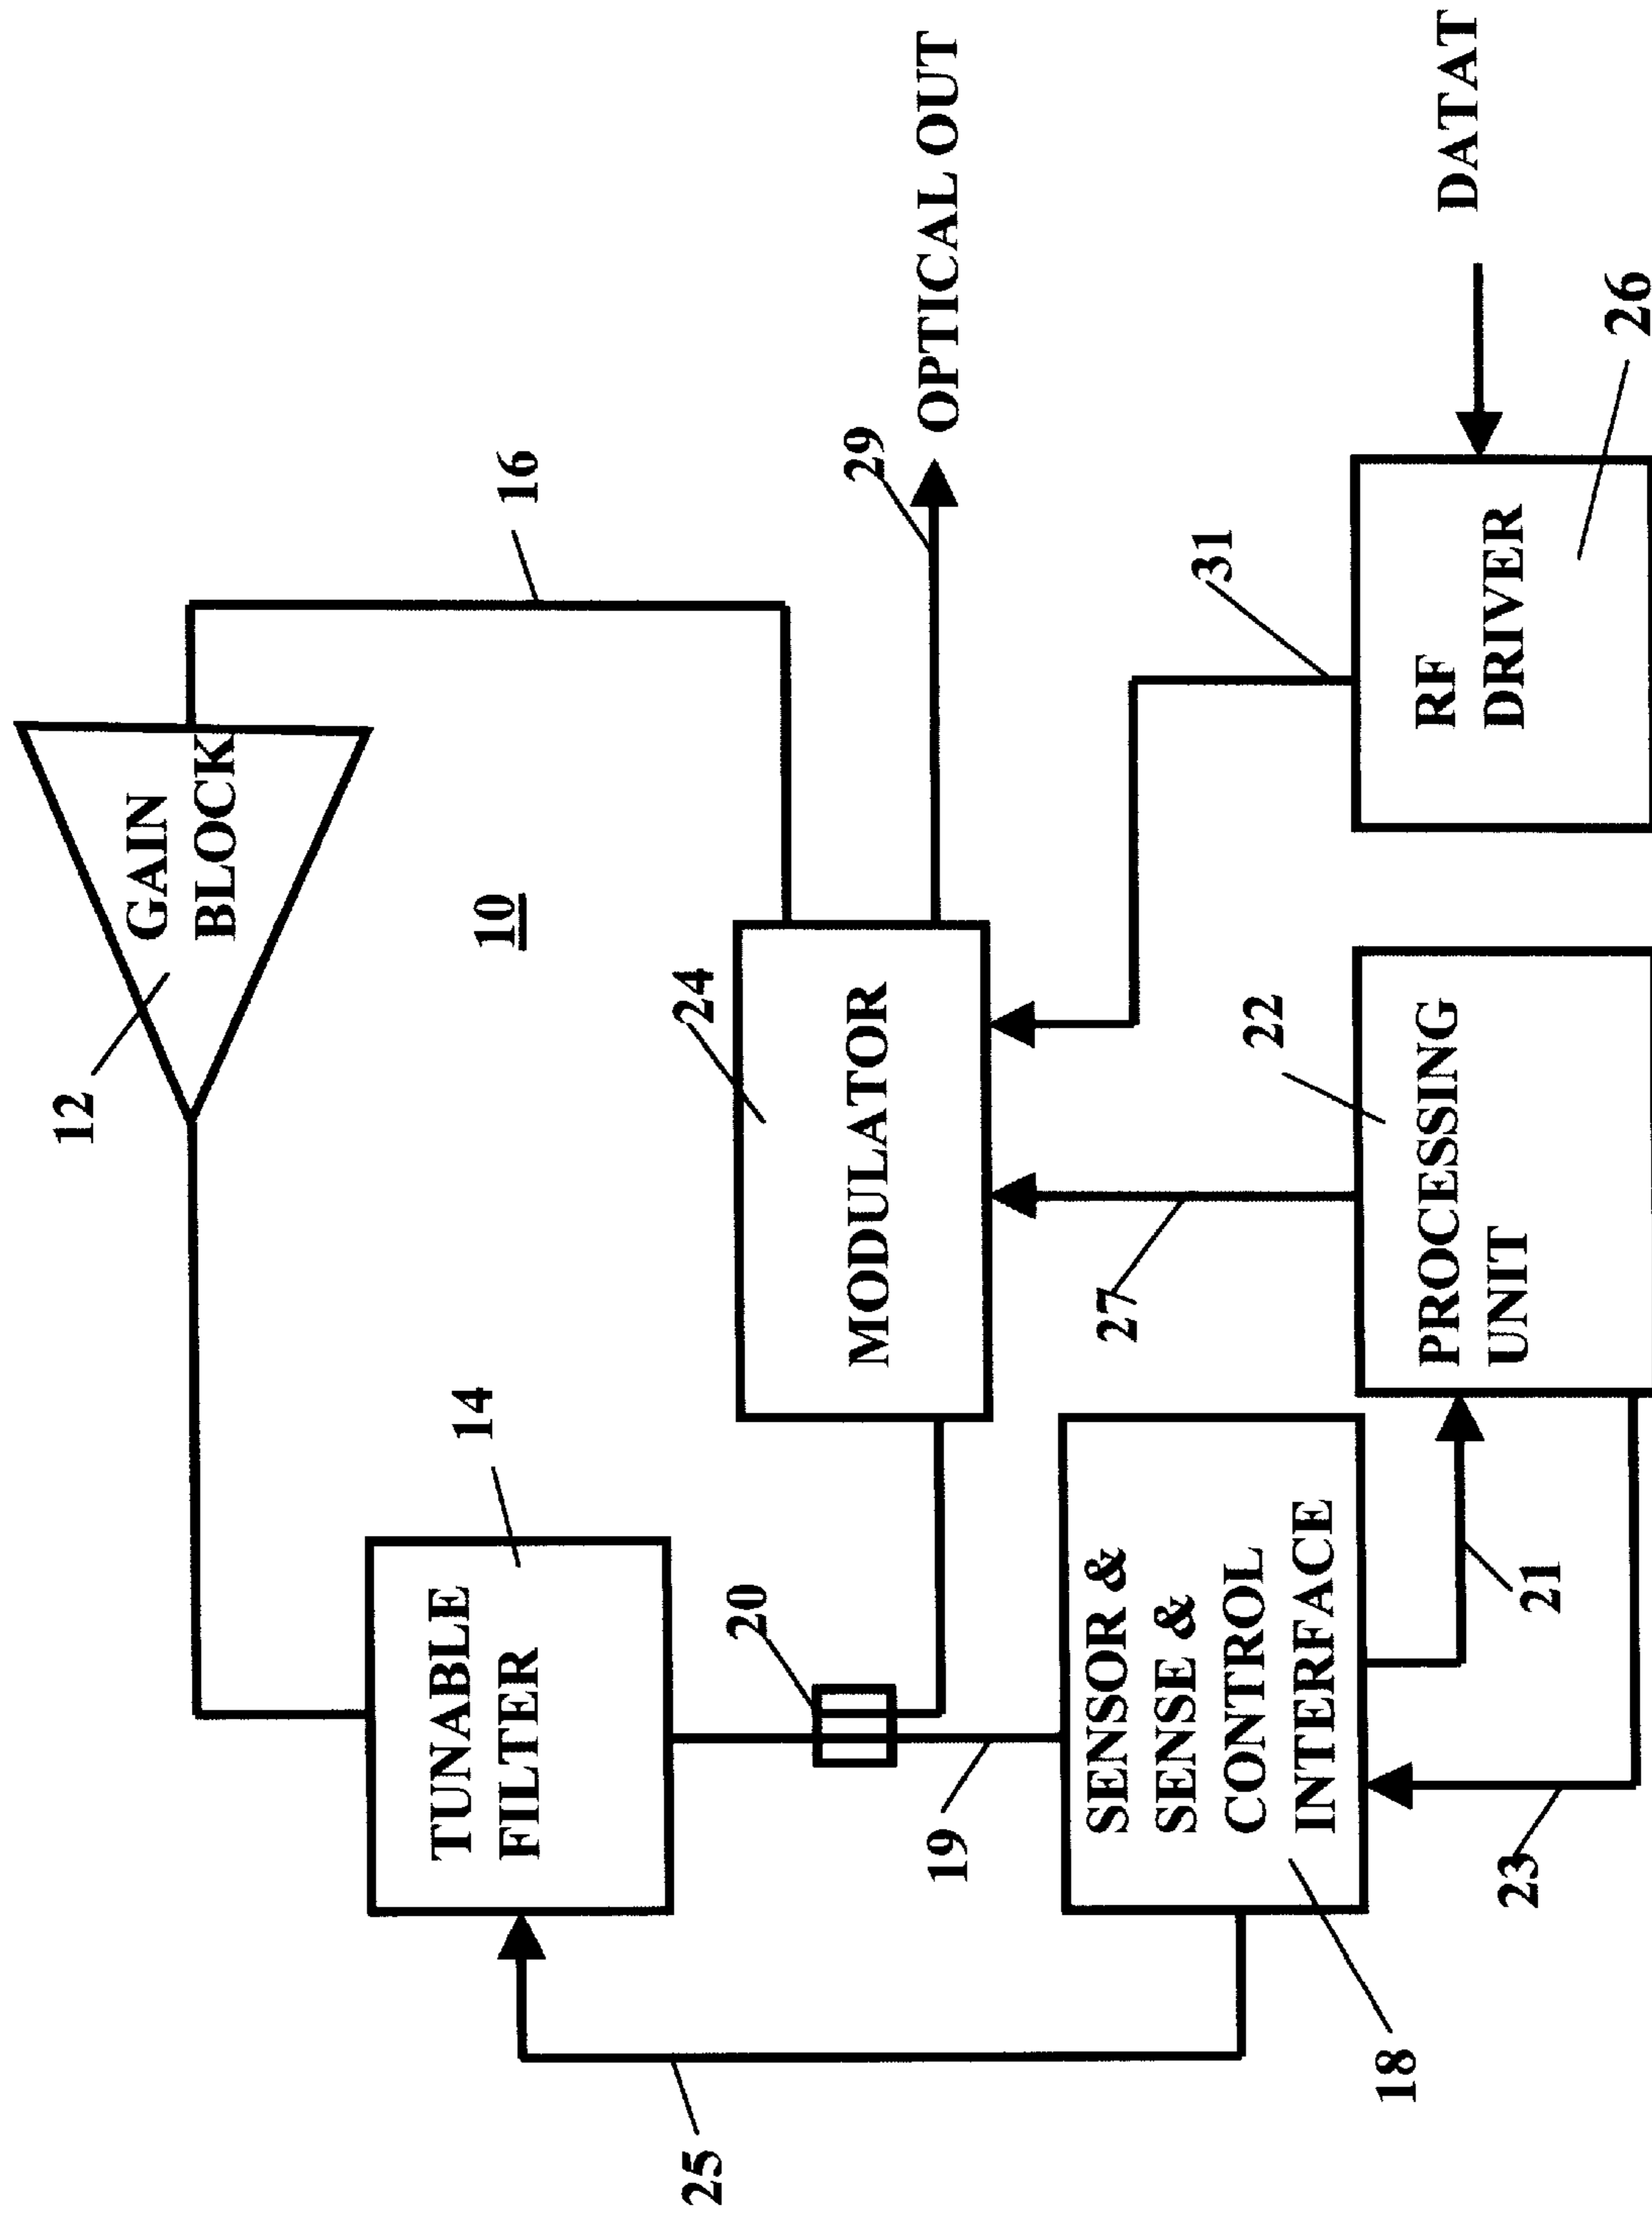 12
GAIN
BLOCK
TUNABLE
FILTER
14
10
16
25
20
24
MODULATOR
29
OPTICAL OUT
19
SENSOR &
SENSE &
CONTROL
INTERFACE
27
31
22
18
PROCESSING
UNIT
RF
DRIVER
DATAT
23
21
26